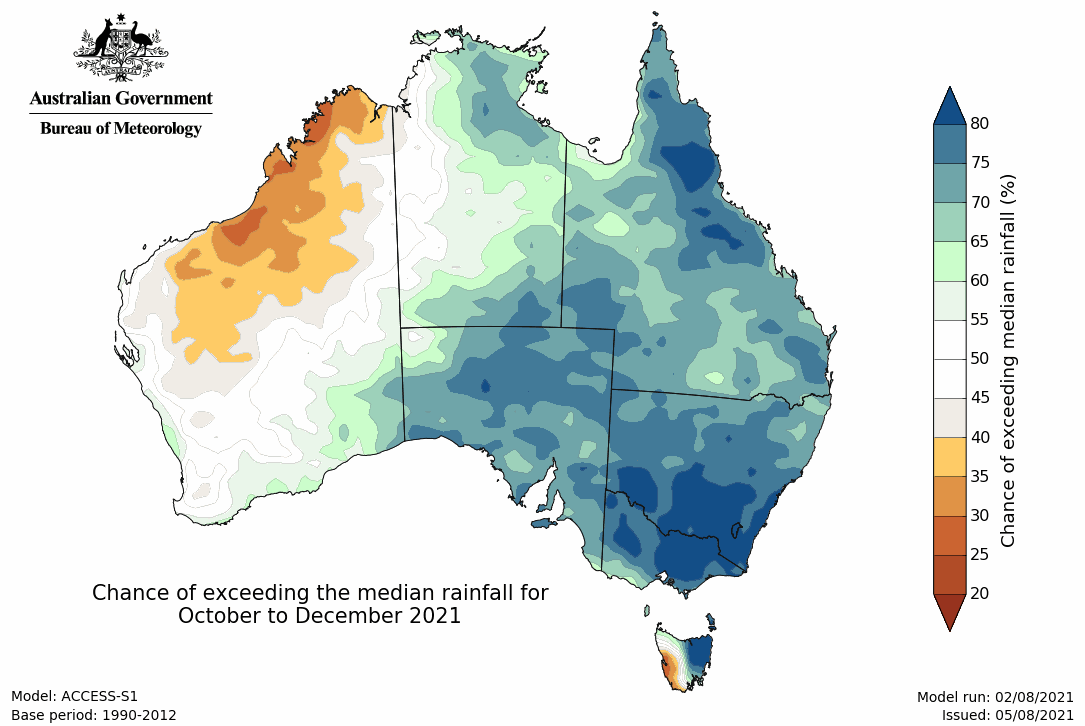 AUSTRALIA
Australian Government
Bureau of Meteorology
80
75
70
65
60
55
50
45
40
35
30
25
20
Chance of exceeding median rainfall (%)
Chance of exceeding the median rainfall for
October to December 2021
Model: ACCESS-S1
Base period: 1990-2012
Model run: 02/08/2021
Issued: 05/08/2021